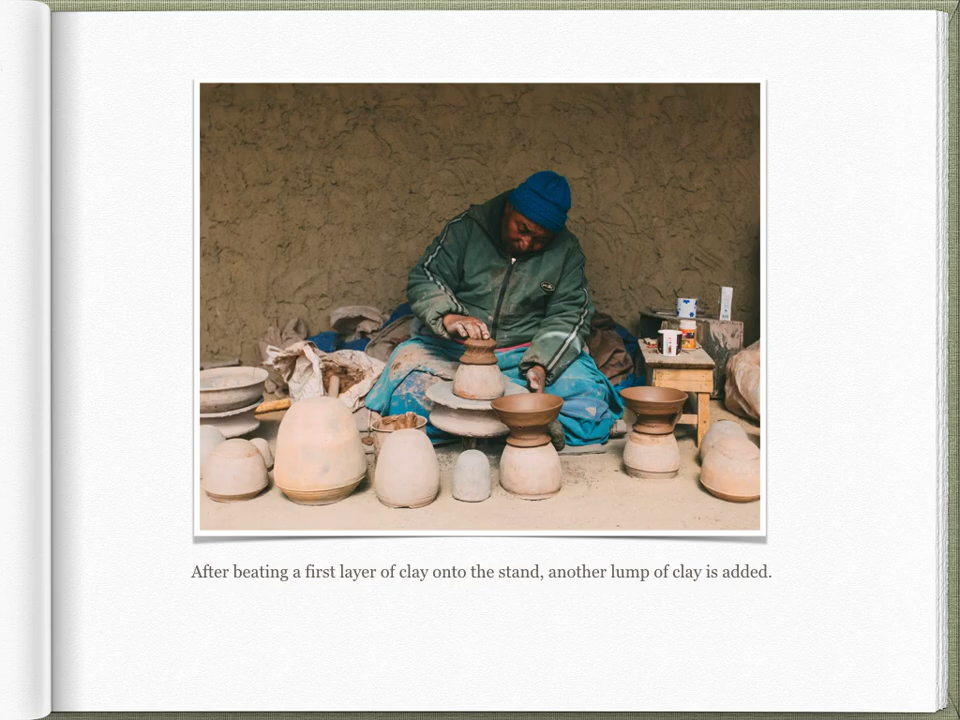 After beating a first layer of clay onto the stand, another lump of clay is added.